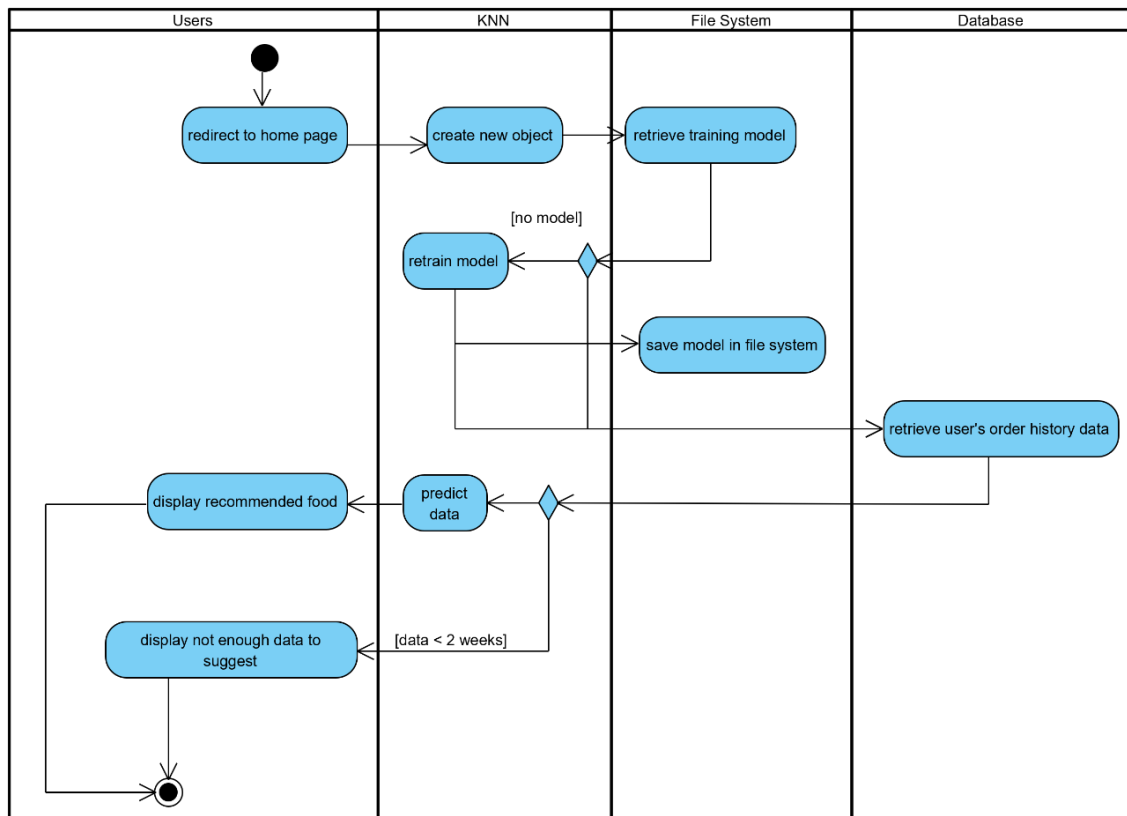 Users
KNN
File System
Database
redirect to home page
create new object
retrieve training model
[no model]
retrain model
save model in file system
retrieve user's order history data
display recommended food
predict
data
display not enough data to
suggest
[data < 2 weeks]